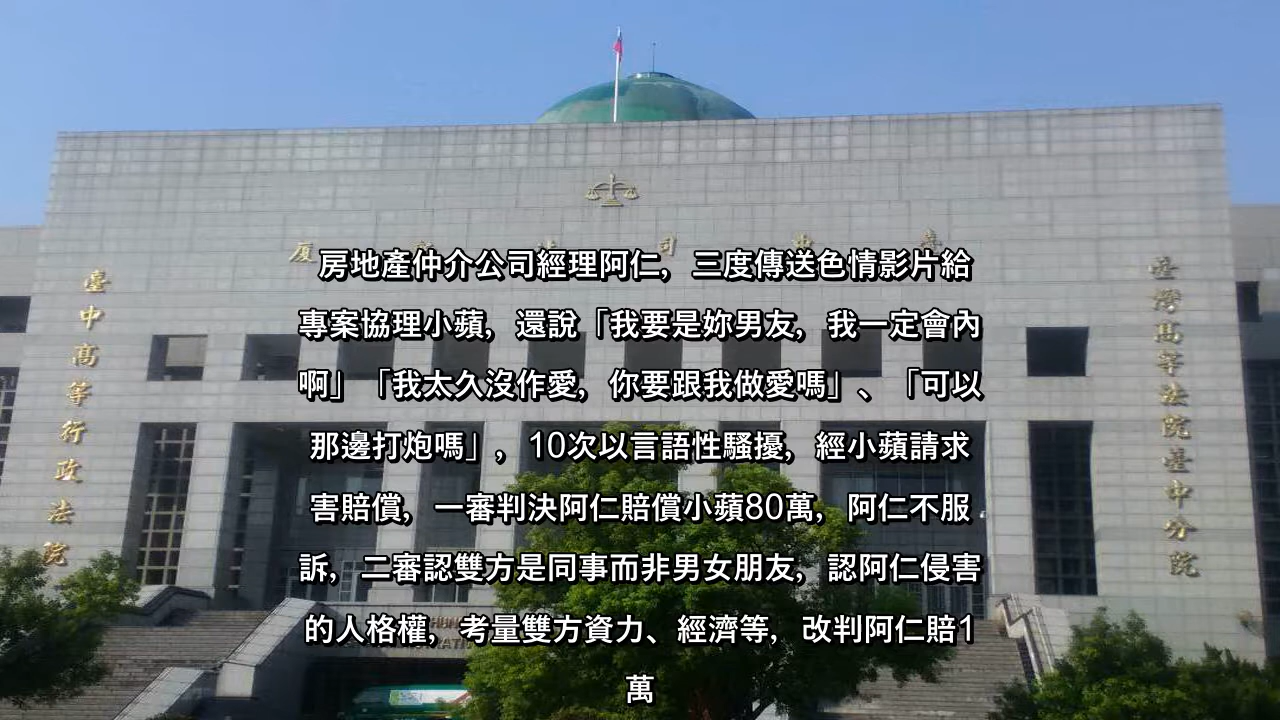 房地產仲介公司經理阿仁，三度傳送色情影片給
專案協理小蘋，還說「我要是妳男友，我一定會內
啊」「我太久沒作愛，你要跟我做愛嗎」、「可以
那邊打炮嗎」，10次以言語性騷擾，經小蘋請求
害賠償，一審判決阿仁賠償小蘋80萬，阿仁不服
訴，二審認雙方是同事而非男女朋友，認阿仁侵害
的人格權，考量雙方資力、經濟等，改判阿仁賠1
萬
臺中高等行政法院
臺灣高等法院臺中分院